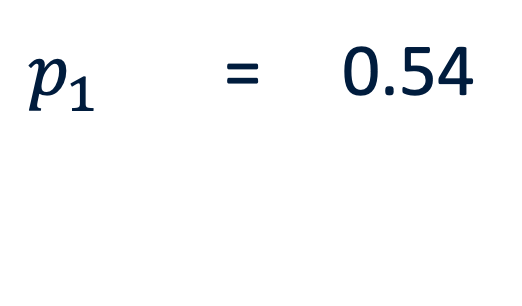 p₁ = 0.54